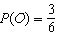 P(O) = 3/6